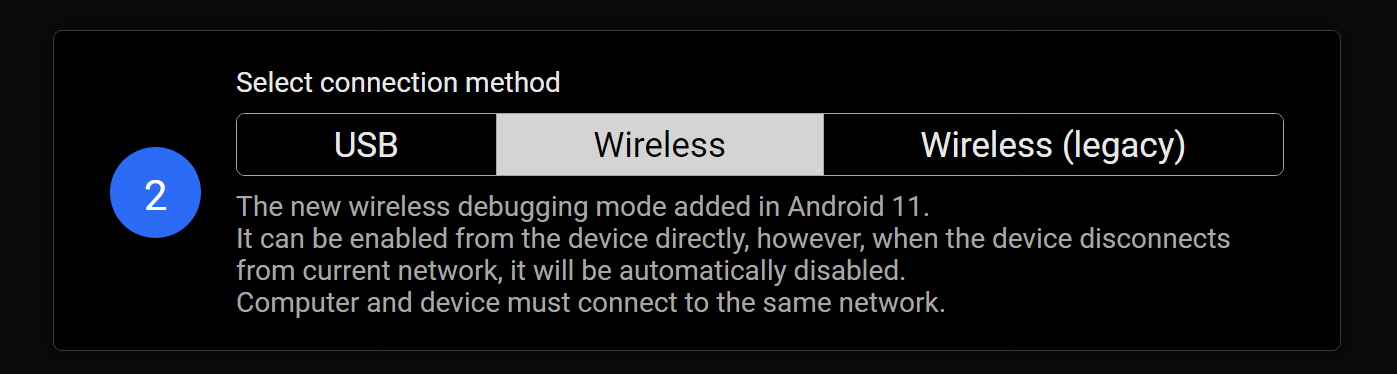 Select connection method
USB Wireless Wireless (legacy)
2
The new wireless debugging mode added in Android 11.
It can be enabled from the device directly, however, when the device disconnects
from current network, it will be automatically disabled.
Computer and device must connect to the same network.